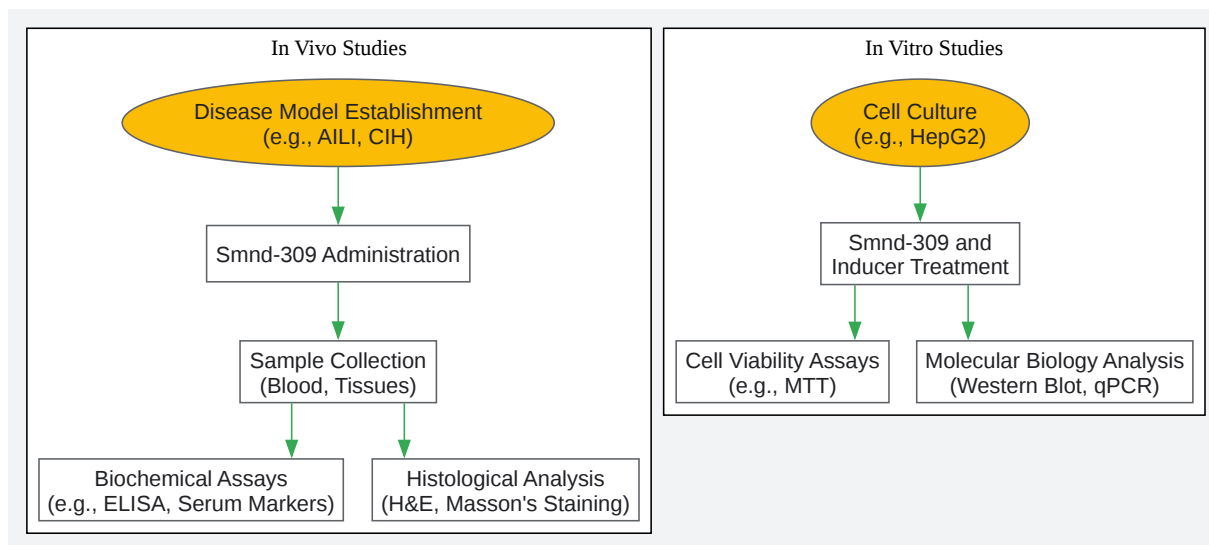 In Vivo Studies
Disease Model Establishment
(e.g., AILI, CIH)
Smnd-309 Administration
Sample Collection
(Blood, Tissues)
Biochemical Assays
(e.g., ELISA, Serum Markers)
Histological Analysis
(H&E, Masson's Staining)
In Vitro Studies
Cell Culture
(e.g., HepG2)
Smnd-309 and
Inducer Treatment
Cell Viability Assays
(e.g., MTT)
Molecular Biology Analysis
(Western Blot, qPCR)